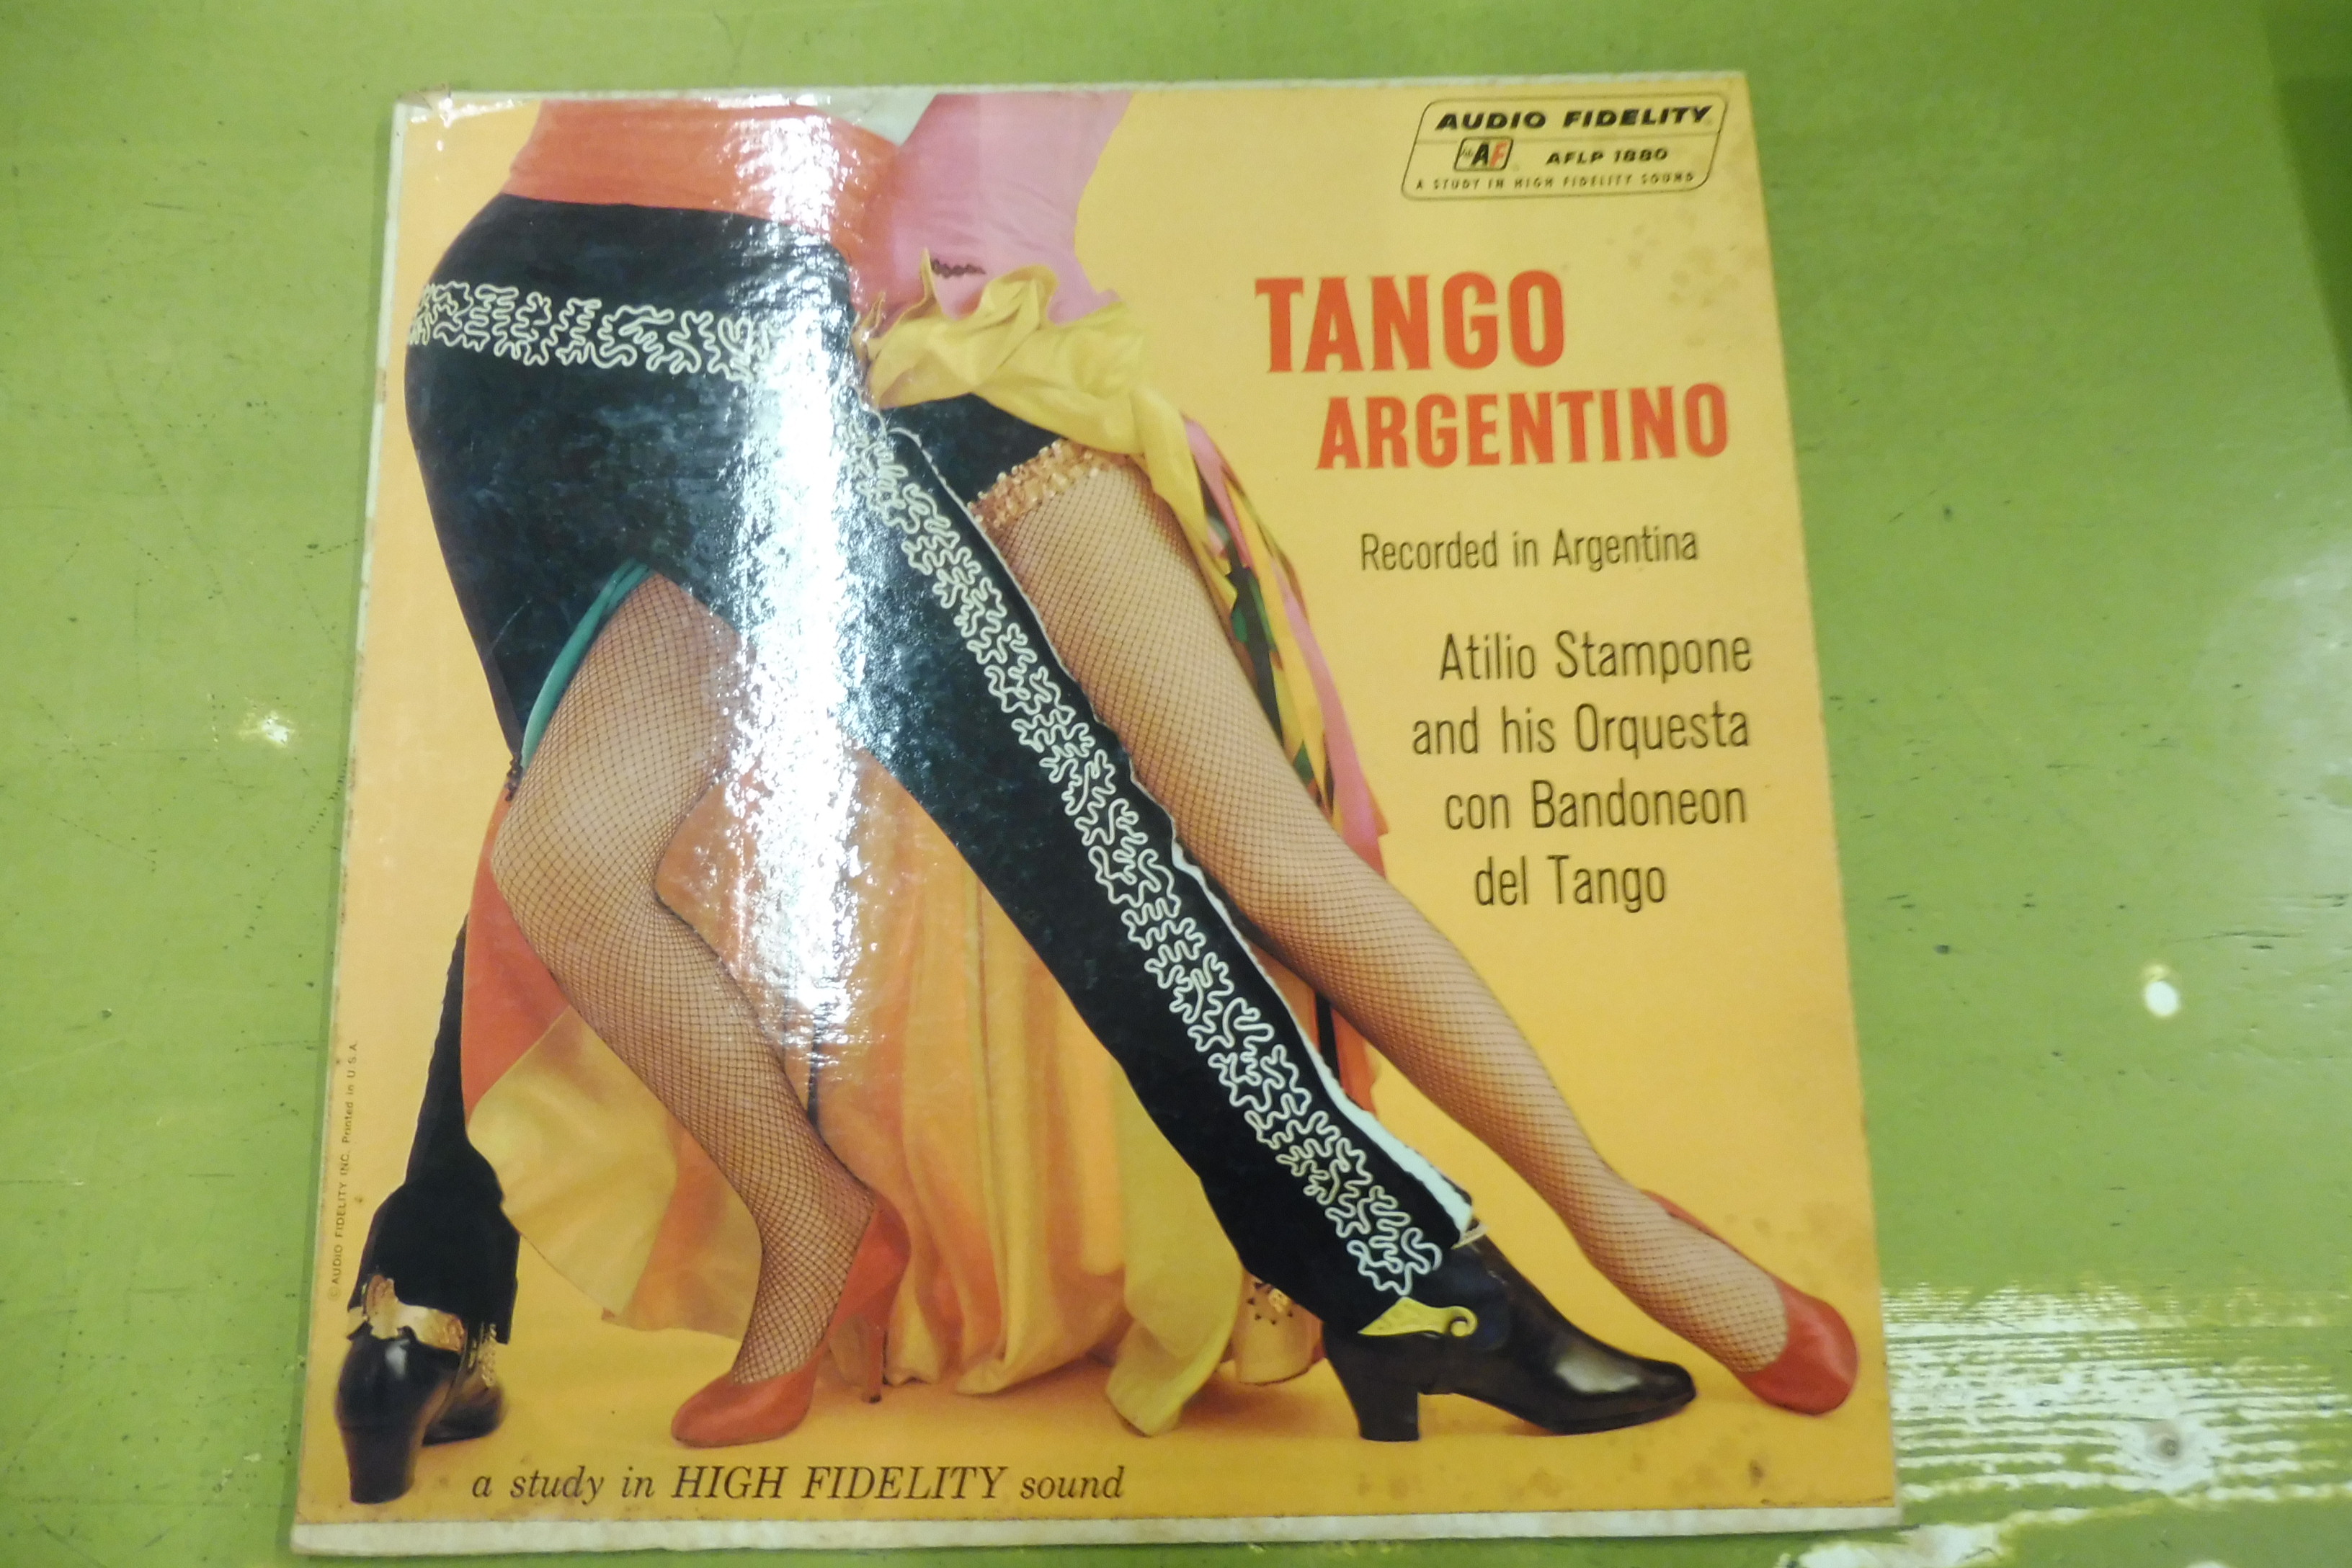 AUDIO FIDELITY
AF AFLP 1880
A STUDY IN HIGH FIDELITY SOUND
TANGO
ARGENTINO
Recorded in Argentina
Atilio Stampone
and his Orquesta
con Bandoneon
del Tango
©AUDIO FIDELITY INC. Printed in U.S.A.
a study in HIGH FIDELITY sound